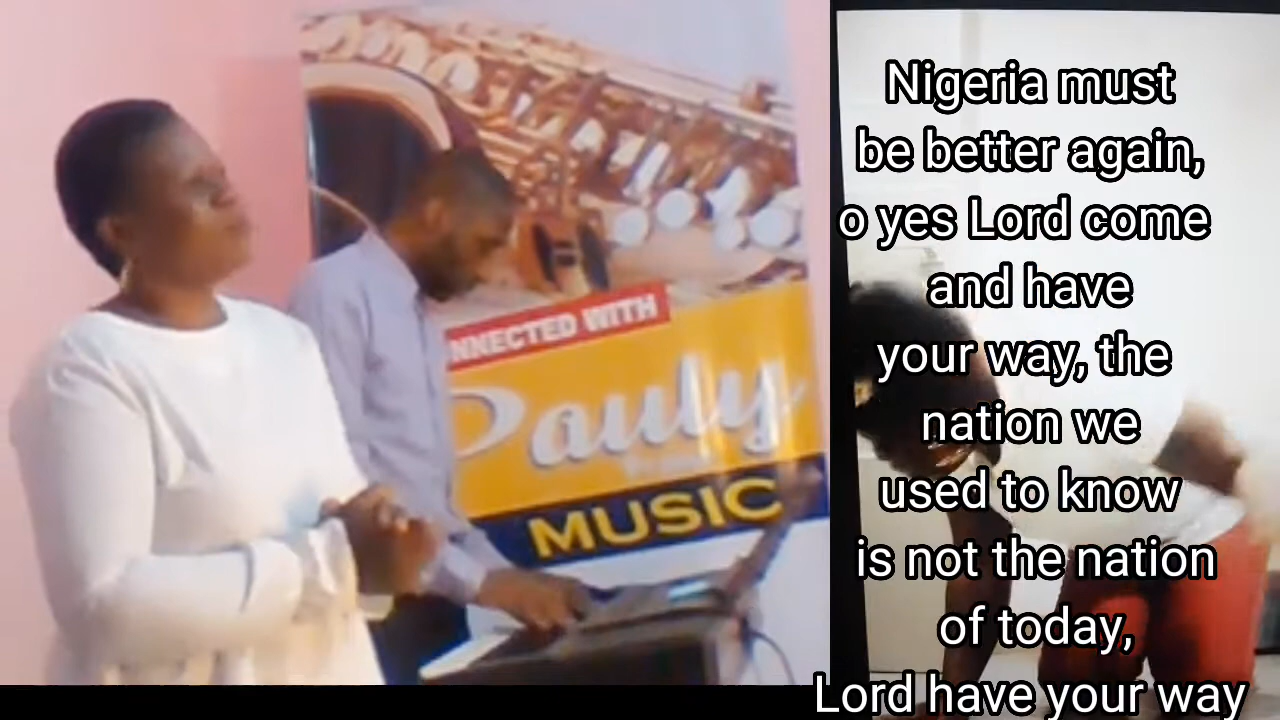 NNECTED WITH
Pauly
MUSIC
Nigeria must
be better again,
o yes Lord come
and have
your way, the
nation we
used to know
is not the nation
of today,
Lord have your way